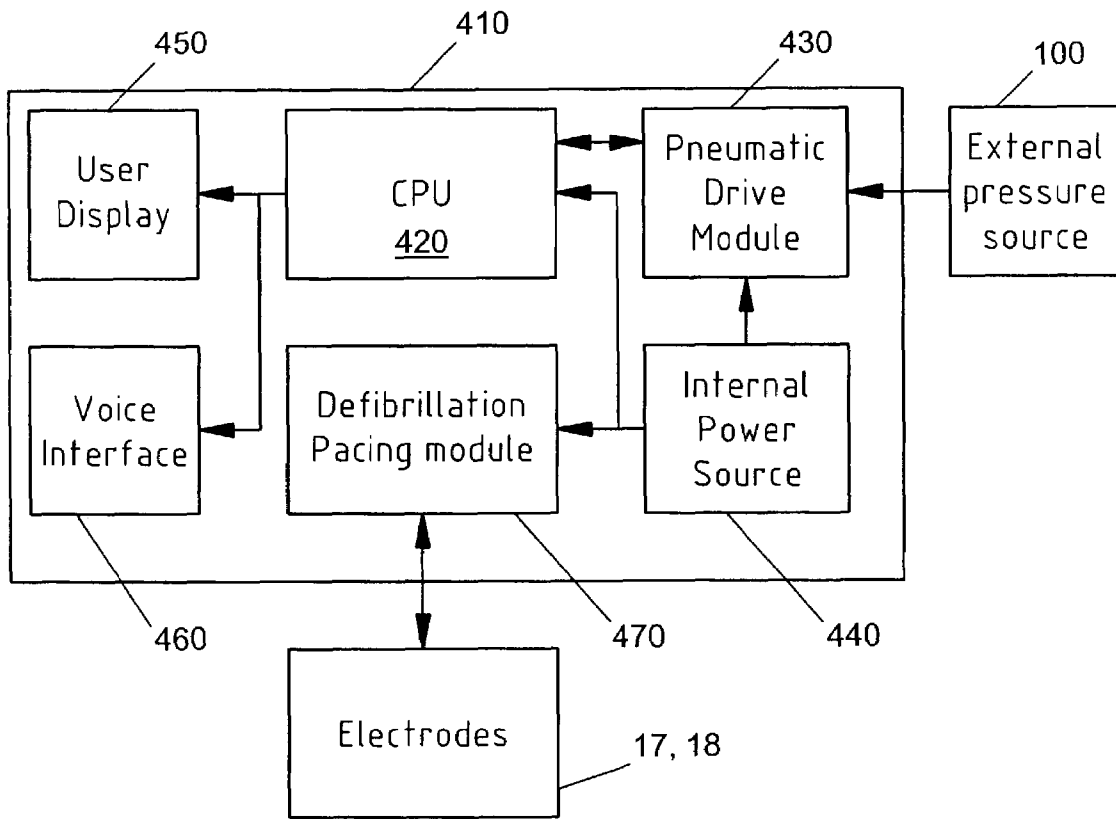 450
410
430
100
User
Display
CPU
420
Pneumatic
Drive
Module
External
pressure
source
Voice
Interface
Defibrillation
Pacing module
Internal
Power
Source
460
470
440
Electrodes
17, 18